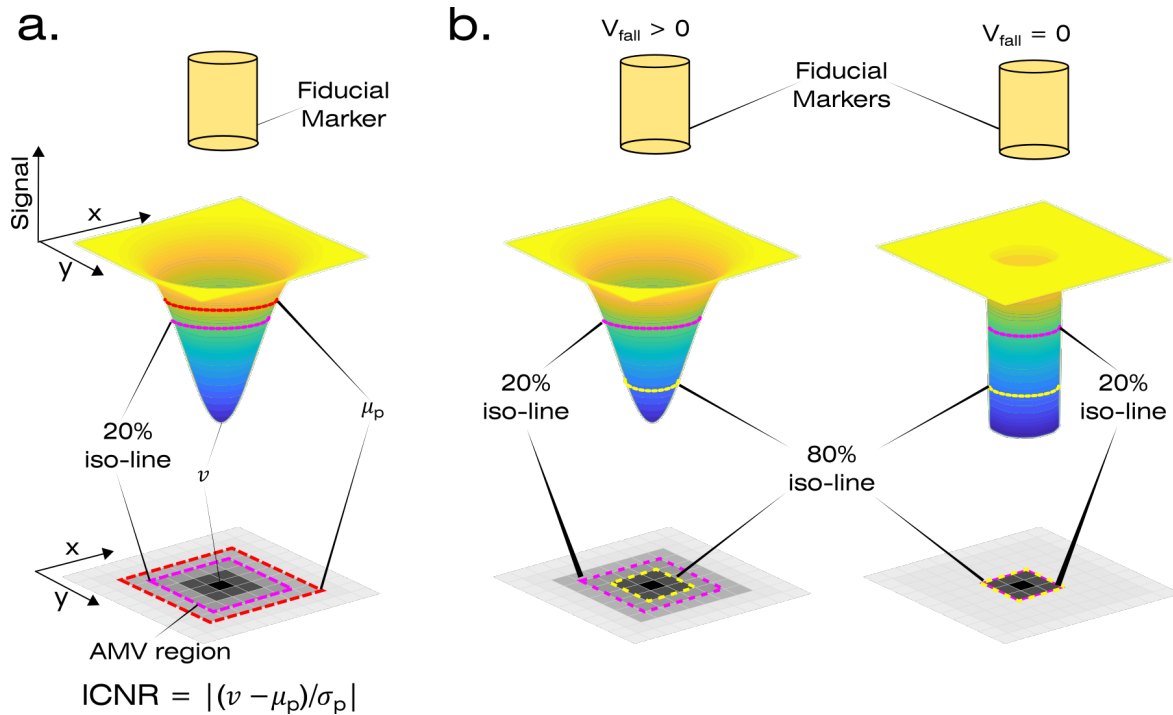 a.
Fiducial
Marker
Signal
x
y
20%
iso-line
v
μp
x
y
AMV region
ICNR = |(v − μp)/σp|
b.
Vfall > 0
Vfall = 0
Fiducial
Markers
20%
iso-line
80%
iso-line
20%
iso-line